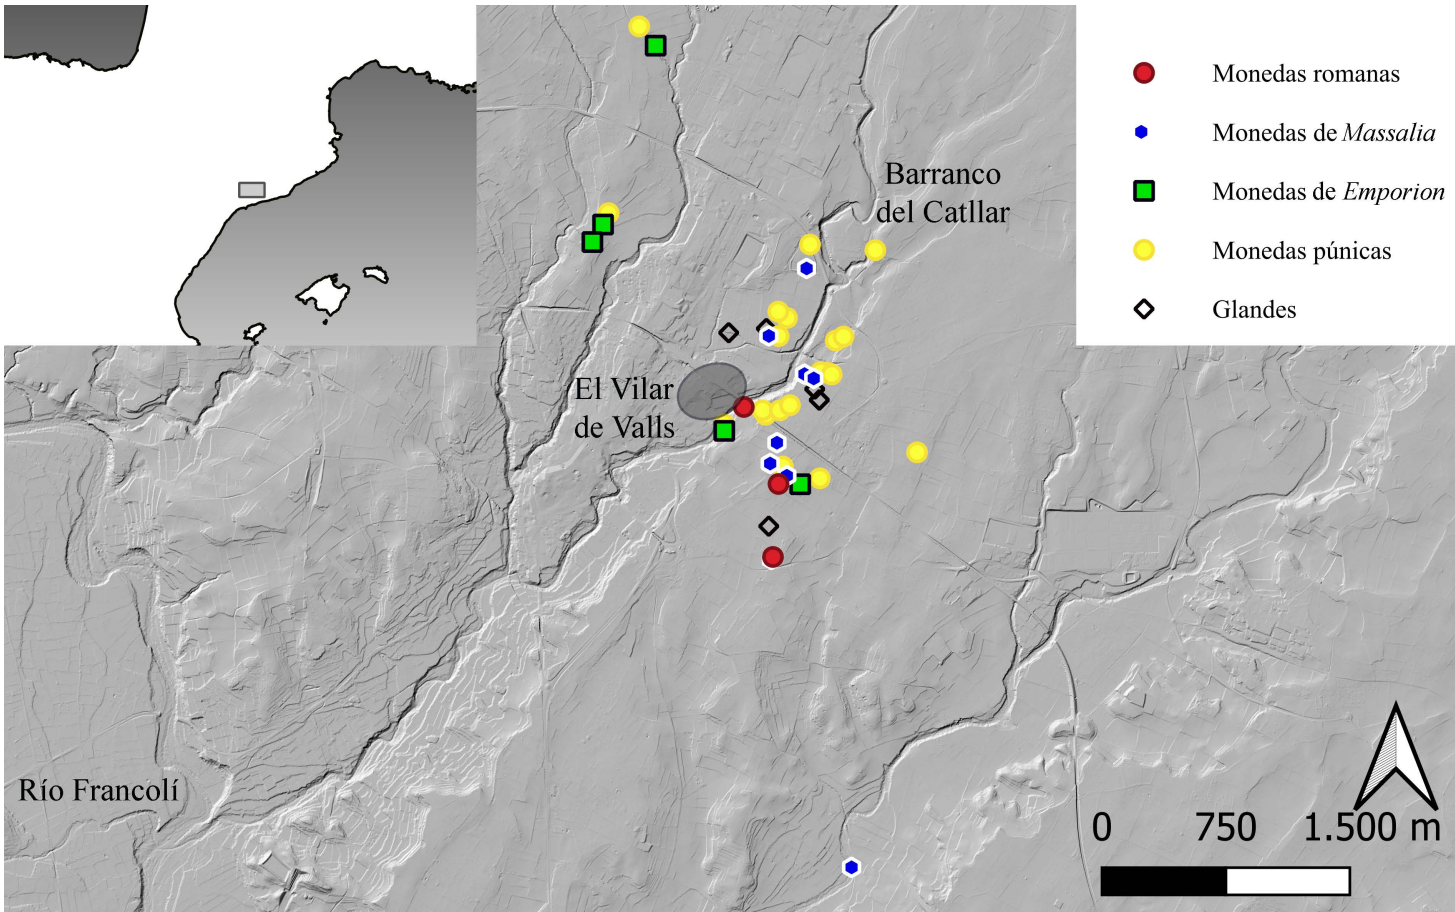 Monedas romanas
Monedas de Massalia
Monedas de Emporion
Monedas púnicas
Glandes
Barranco
del Catllar
El Vilar
de Valls
Río Francolí
0 750 1.500 m